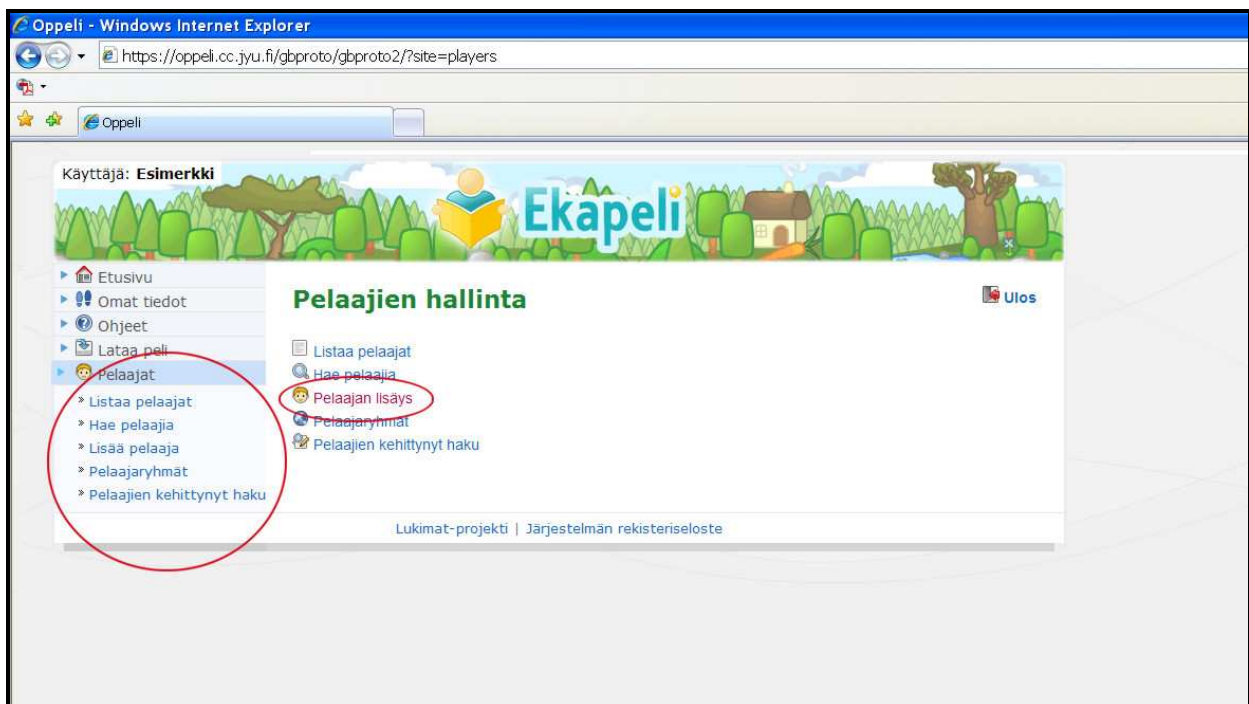 Oppeli - Windows Internet Explorer
https://oppeli.cc.jyu.fi/gbproto/gbproto2/?site=players
Oppeli
Käyttäjä: Esimerkki
Ekapeli
Etusivu
Omat tiedot
Ohjeet
Lataa peli
Pelaajat
» Listaa pelaajat
» Hae pelaajia
» Lisää pelaaja
» Pelaajaryhmät
» Pelaajien kehittynyt haku
Pelaajien hallinta
Ulos
Listaa pelaajat
Hae pelaajia
Pelaajan lisäys
Pelaajaryhmät
Pelaajien kehittynyt haku
Lukimat-projekti | Järjestelmän rekisteriseloste